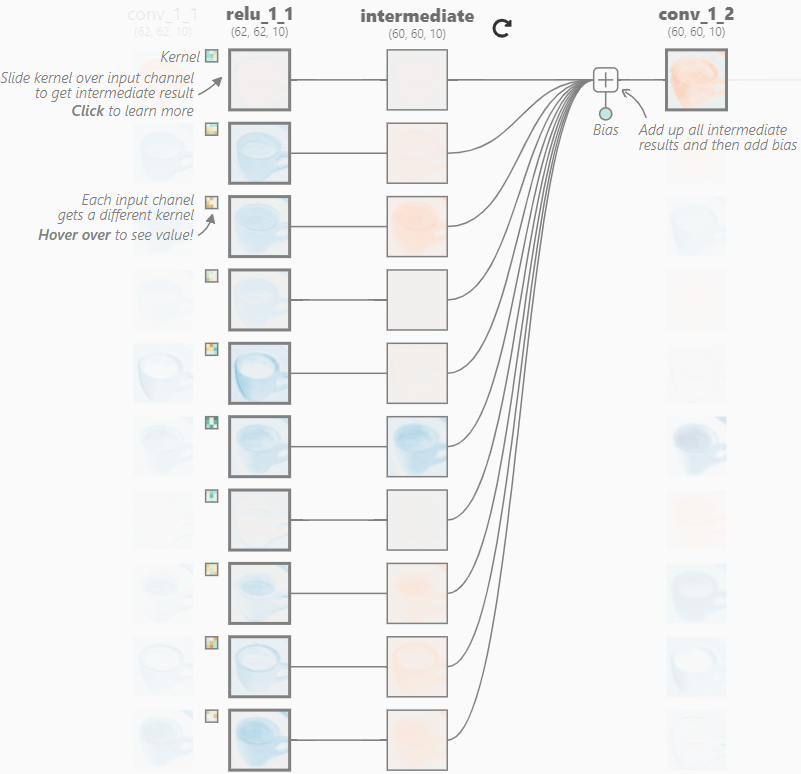 conv_1_1
(62, 62, 10)
relu_1_1
(62, 62, 10)
intermediate
(60, 60, 10)
conv_1_2
(60, 60, 10)
Kernel
Slide kernel over input channel
to get intermediate result
Click to learn more
Each input chanel
gets a different kernel
Hover over to see value!
Bias
Add up all intermediate
results and then add bias